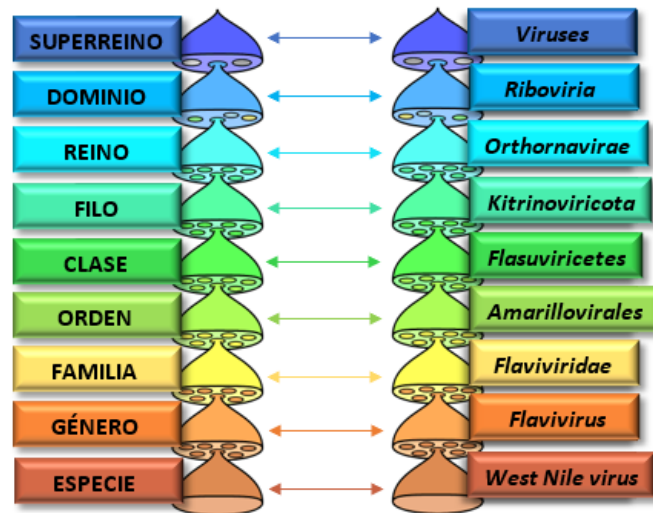 SUPERREINO
Viruses
DOMINIO
Riboviria
REINO
Orthornavirae
FILO
Kitrinoviricota
CLASE
Flasuviricetes
ORDEN
Amarillovirales
FAMILIA
Flaviviridae
GÉNERO
Flavivirus
ESPECIE
West Nile virus